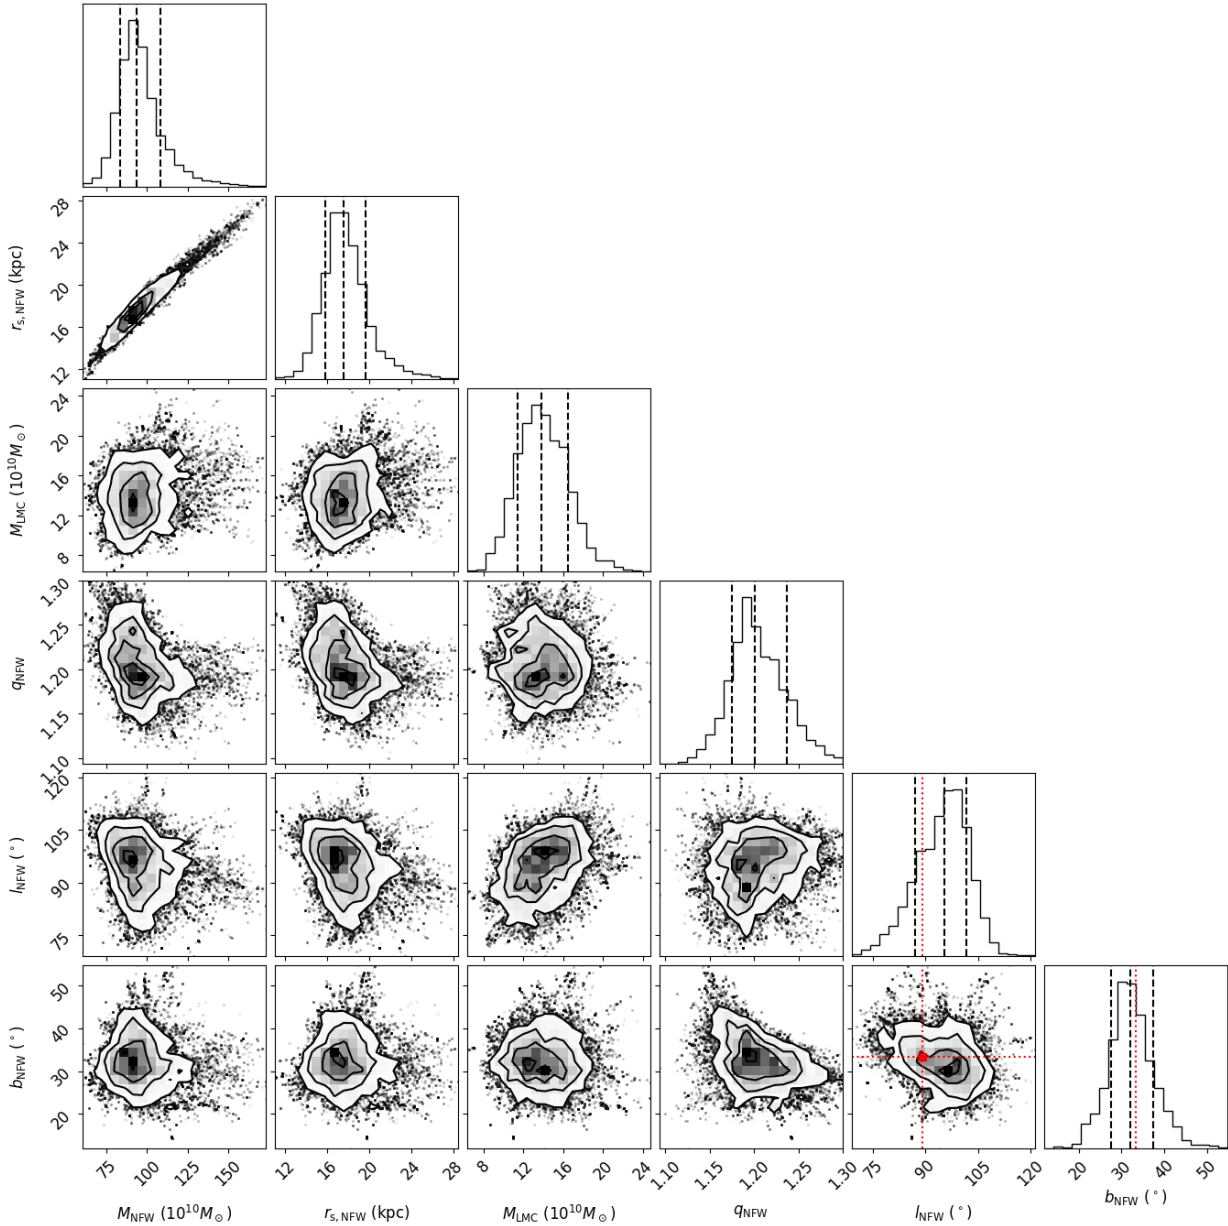 28
24
20
16
12
r_s,NFW (kpc)
24
20
16
12
8
M_LMC (10^10 M_⊙)
1.30
1.25
1.20
1.15
1.10
q_NFW
120
105
90
75
l_NFW (°)
50
40
30
20
b_NFW (°)
75 100 125 150
12 16 20 24 28
8 12 16 20 24
1.10 1.15 1.20 1.25 1.30
75 90 105 120
20 30 40 50
M_NFW (10^10 M_⊙)
r_s,NFW (kpc)
M_LMC (10^10 M_⊙)
q_NFW
l_NFW (°)
b_NFW (°)